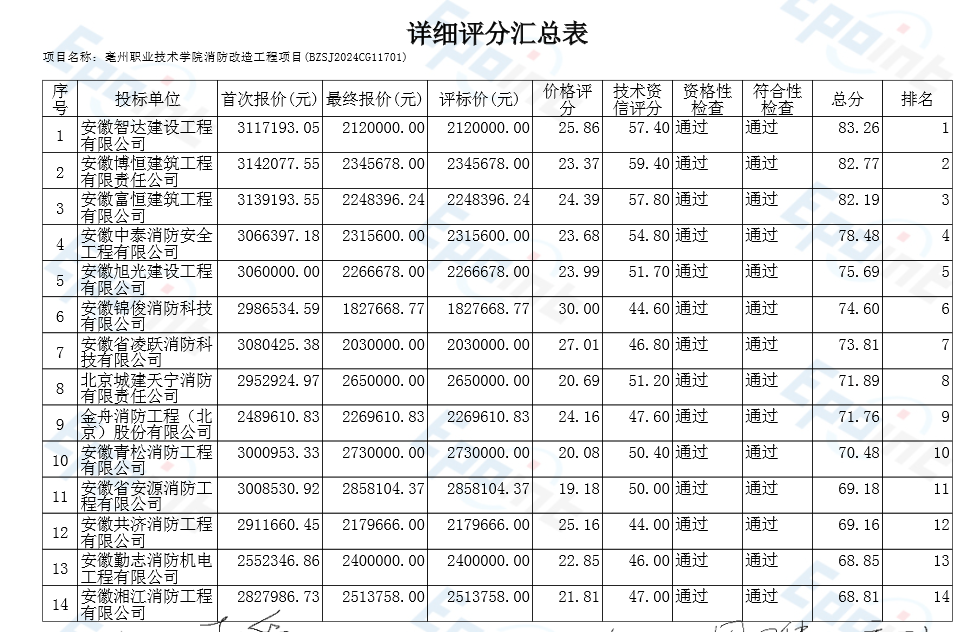 详细评分汇总表
项目名称：亳州职业技术学院消防改造工程项目(BZSJ2024CG11701)
序号 投标单位 首次报价(元) 最终报价(元) 评标价(元) 价格评分 技术资信评分 资格性检查 符合性检查 总分 排名
1 安徽智达建设工程有限公司 3117193.05 2120000.00 2120000.00 25.86 57.40 通过 通过 83.26 1
2 安徽博恒建筑工程有限责任公司 3142077.55 2345678.00 2345678.00 23.37 59.40 通过 通过 82.77 2
3 安徽富恒建筑工程有限公司 3139193.55 2248396.24 2248396.24 24.39 57.80 通过 通过 82.19 3
4 安徽中泰消防安全工程有限公司 3066397.18 2315600.00 2315600.00 23.68 54.80 通过 通过 78.48 4
5 安徽旭光建设工程有限公司 3060000.00 2266678.00 2266678.00 23.99 51.70 通过 通过 75.69 5
6 安徽锦俊消防科技有限公司 2986534.59 1827668.77 1827668.77 30.00 44.60 通过 通过 74.60 6
7 安徽省凌跃消防科技有限公司 3080425.38 2030000.00 2030000.00 27.01 46.80 通过 通过 73.81 7
8 北京城建天宁消防有限责任公司 2952924.97 2650000.00 2650000.00 20.69 51.20 通过 通过 71.89 8
9 金舟消防工程（北京）股份有限公司 2489610.83 2269610.83 2269610.83 24.16 47.60 通过 通过 71.76 9
10 安徽青松消防工程有限公司 3000953.33 2730000.00 2730000.00 20.08 50.40 通过 通过 70.48 10
11 安徽省安源消防工程有限公司 3008530.92 2858104.37 2858104.37 19.18 50.00 通过 通过 69.18 11
12 安徽共济消防工程有限公司 2911660.45 2179666.00 2179666.00 25.16 44.00 通过 通过 69.16 12
13 安徽勤志消防机电工程有限公司 2552346.86 2400000.00 2400000.00 22.85 46.00 通过 通过 68.85 13
14 安徽湘江消防工程有限公司 2827986.73 2513758.00 2513758.00 21.81 47.00 通过 通过 68.81 14